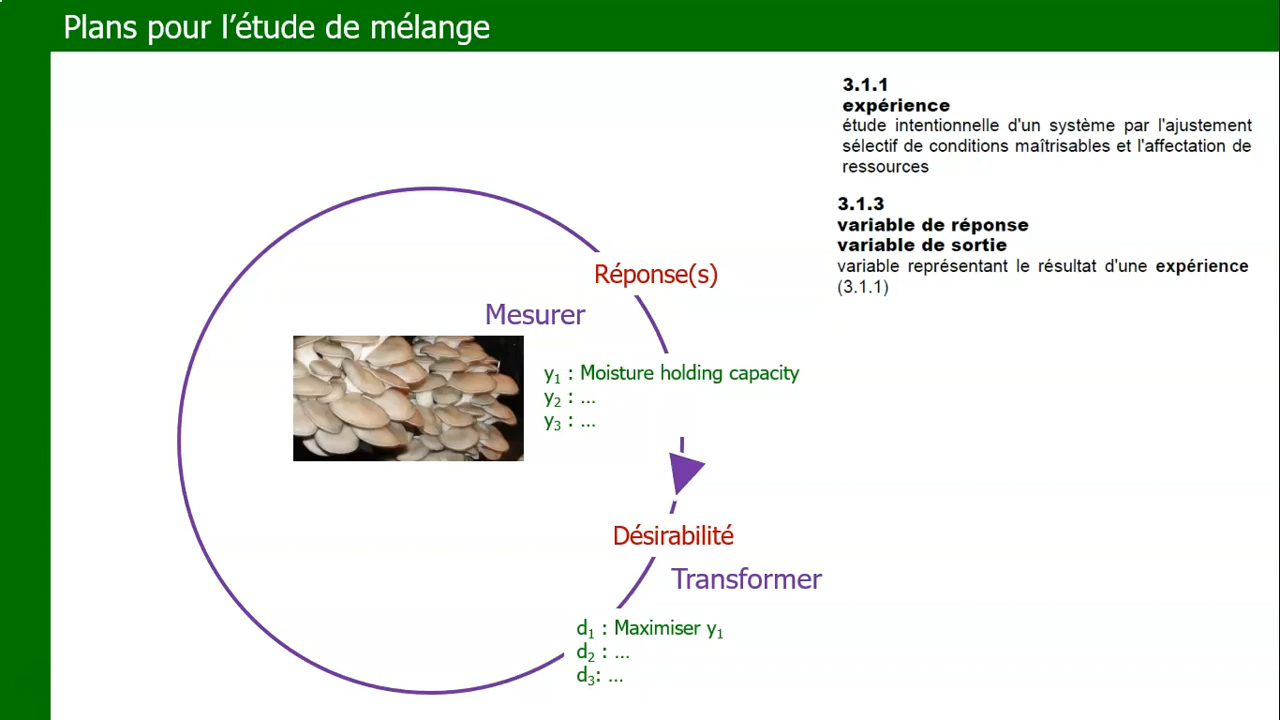 Plans pour l’étude de mélange
3.1.1
expérience
étude intentionnelle d'un système par l'ajustement
sélectif de conditions maîtrisables et l'affectation de
ressources
3.1.3
variable de réponse
variable de sortie
variable représentant le résultat d'une expérience
(3.1.1)
Réponse(s)
Mesurer
y1 : Moisture holding capacity
y2 : ...
y3 : ...
Désirabilité
Transformer
d1 : Maximiser y1
d2 : ...
d3: ...